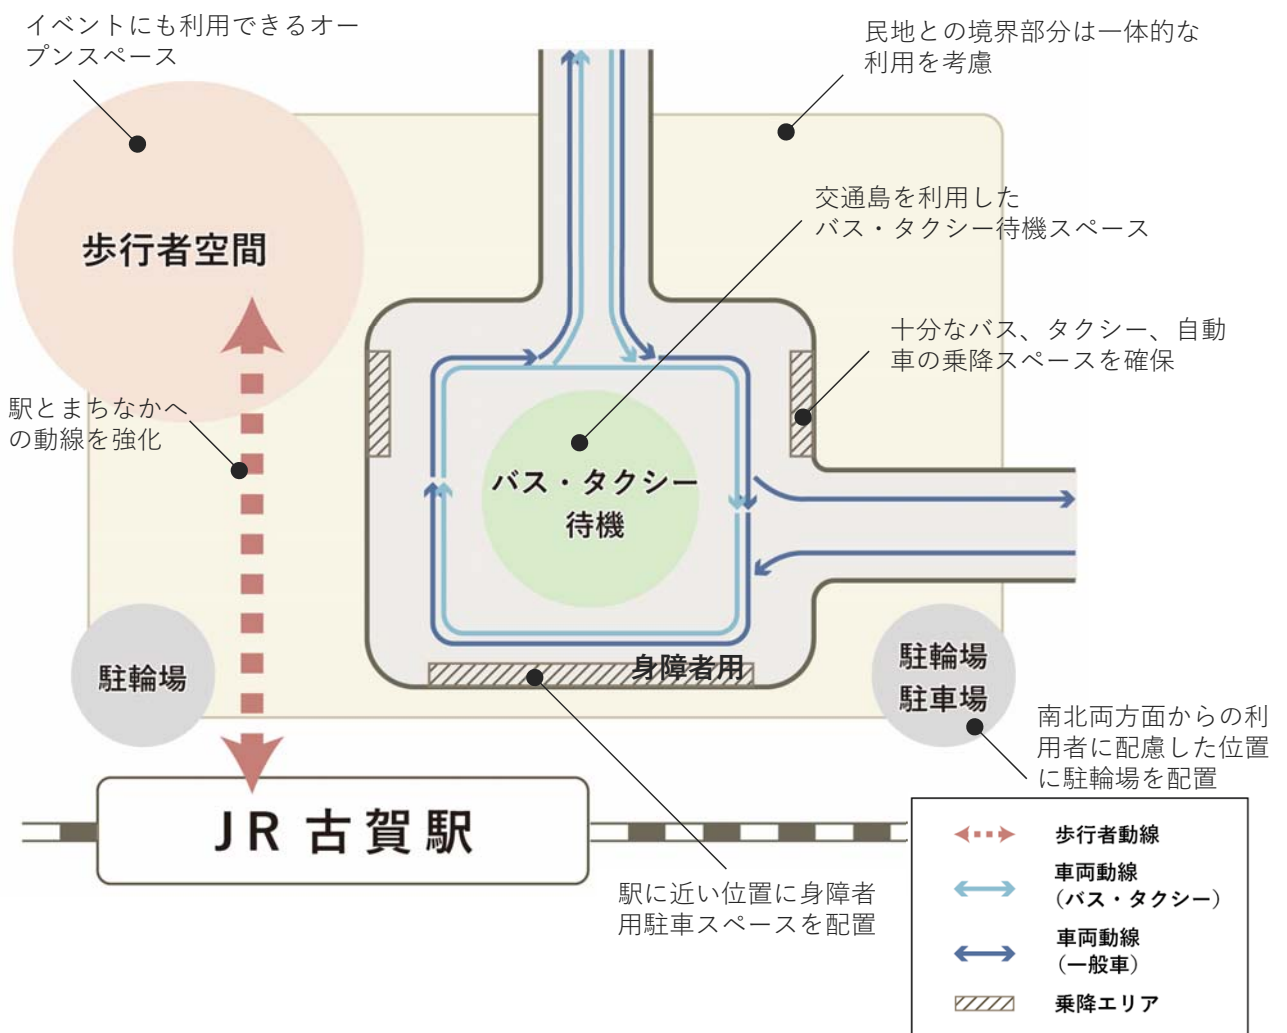 イベントにも利用できるオー
プンスペース
民地との境界部分は一体的な
利用を考慮
交通島を利用した
バス・タクシー待機スペース
歩行者空間
十分なバス、タクシー、自動
車の乗降スペースを確保
駅とまちなかへ
の動線を強化
バス・タクシー
待機
身障者用
駐輪場
駐輪場
駐車場
南北両方面からの利
用者に配慮した位置
に駐輪場を配置
JR 古賀駅
駅に近い位置に身障者
用駐車スペースを配置
歩行者動線
車両動線
（バス・タクシー）
車両動線
（一般車）
乗降エリア